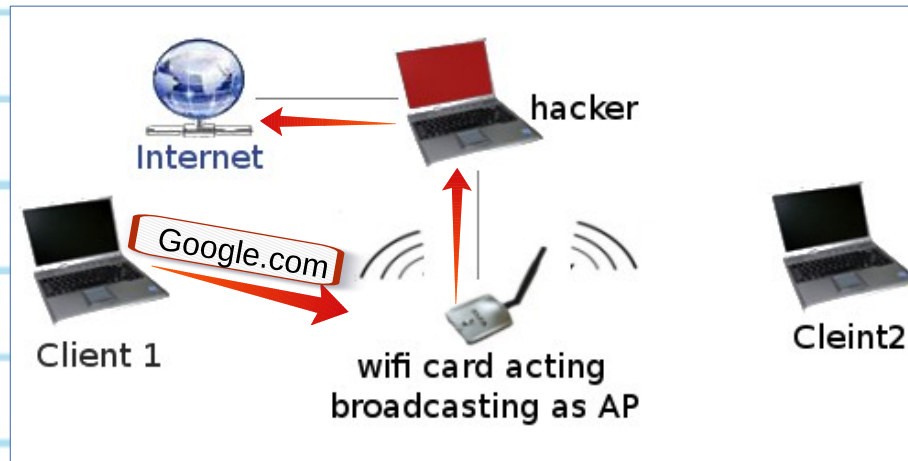 hacker
Internet
Google.com
Client 1
wifi card acting
broadcasting as AP
Cleint2